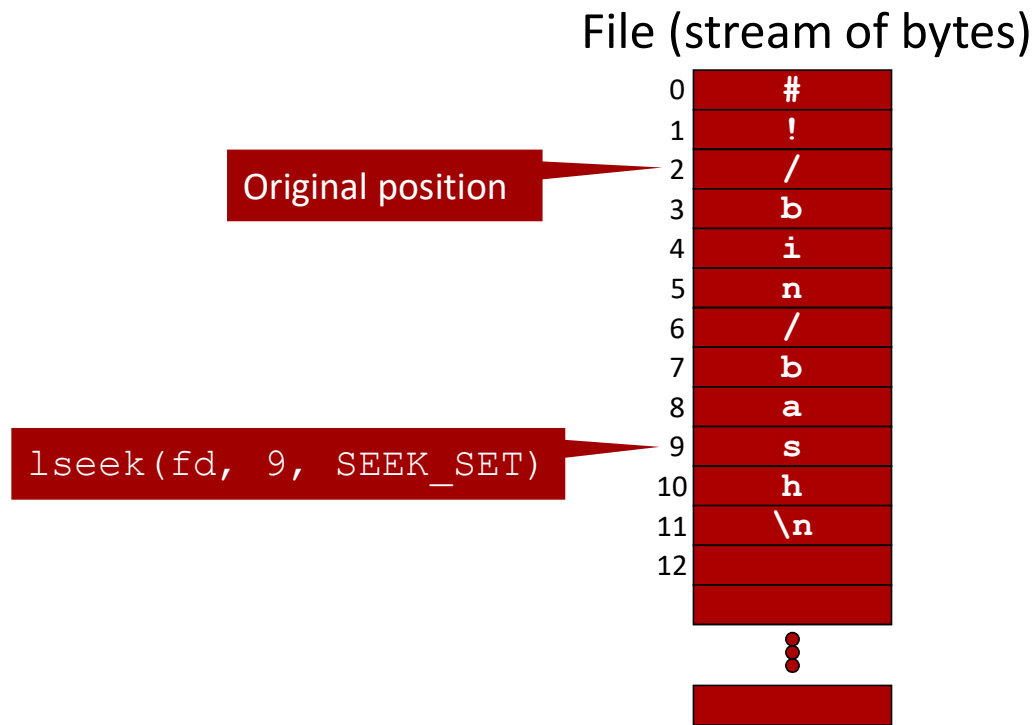 File (stream of bytes)
0 #
1 !
Original position
2 /
3 b
4 i
5 n
6 /
7 b
8 a
lseek(fd, 9, SEEK_SET)
9 s
10 h
11 \n
12